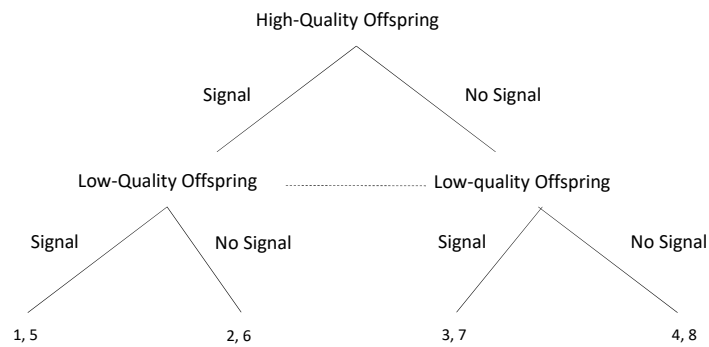 High-Quality Offspring
Signal
No Signal
Low-Quality Offspring
Low-quality Offspring
Signal
No Signal
Signal
No Signal
1, 5
2, 6
3, 7
4, 8